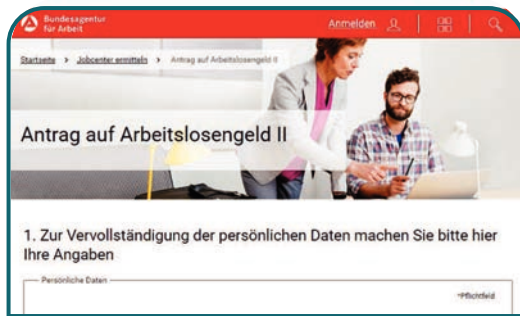 Bundesagentur
für Arbeit
Anmelden
Startseite > Jobcenter ermitteln > Antrag auf Arbeitslosengeld II
Antrag auf Arbeitslosengeld II
1. Zur Vervollständigung der persönlichen Daten machen Sie bitte hier
Ihre Angaben
Persönliche Daten
*Pflichtfeld